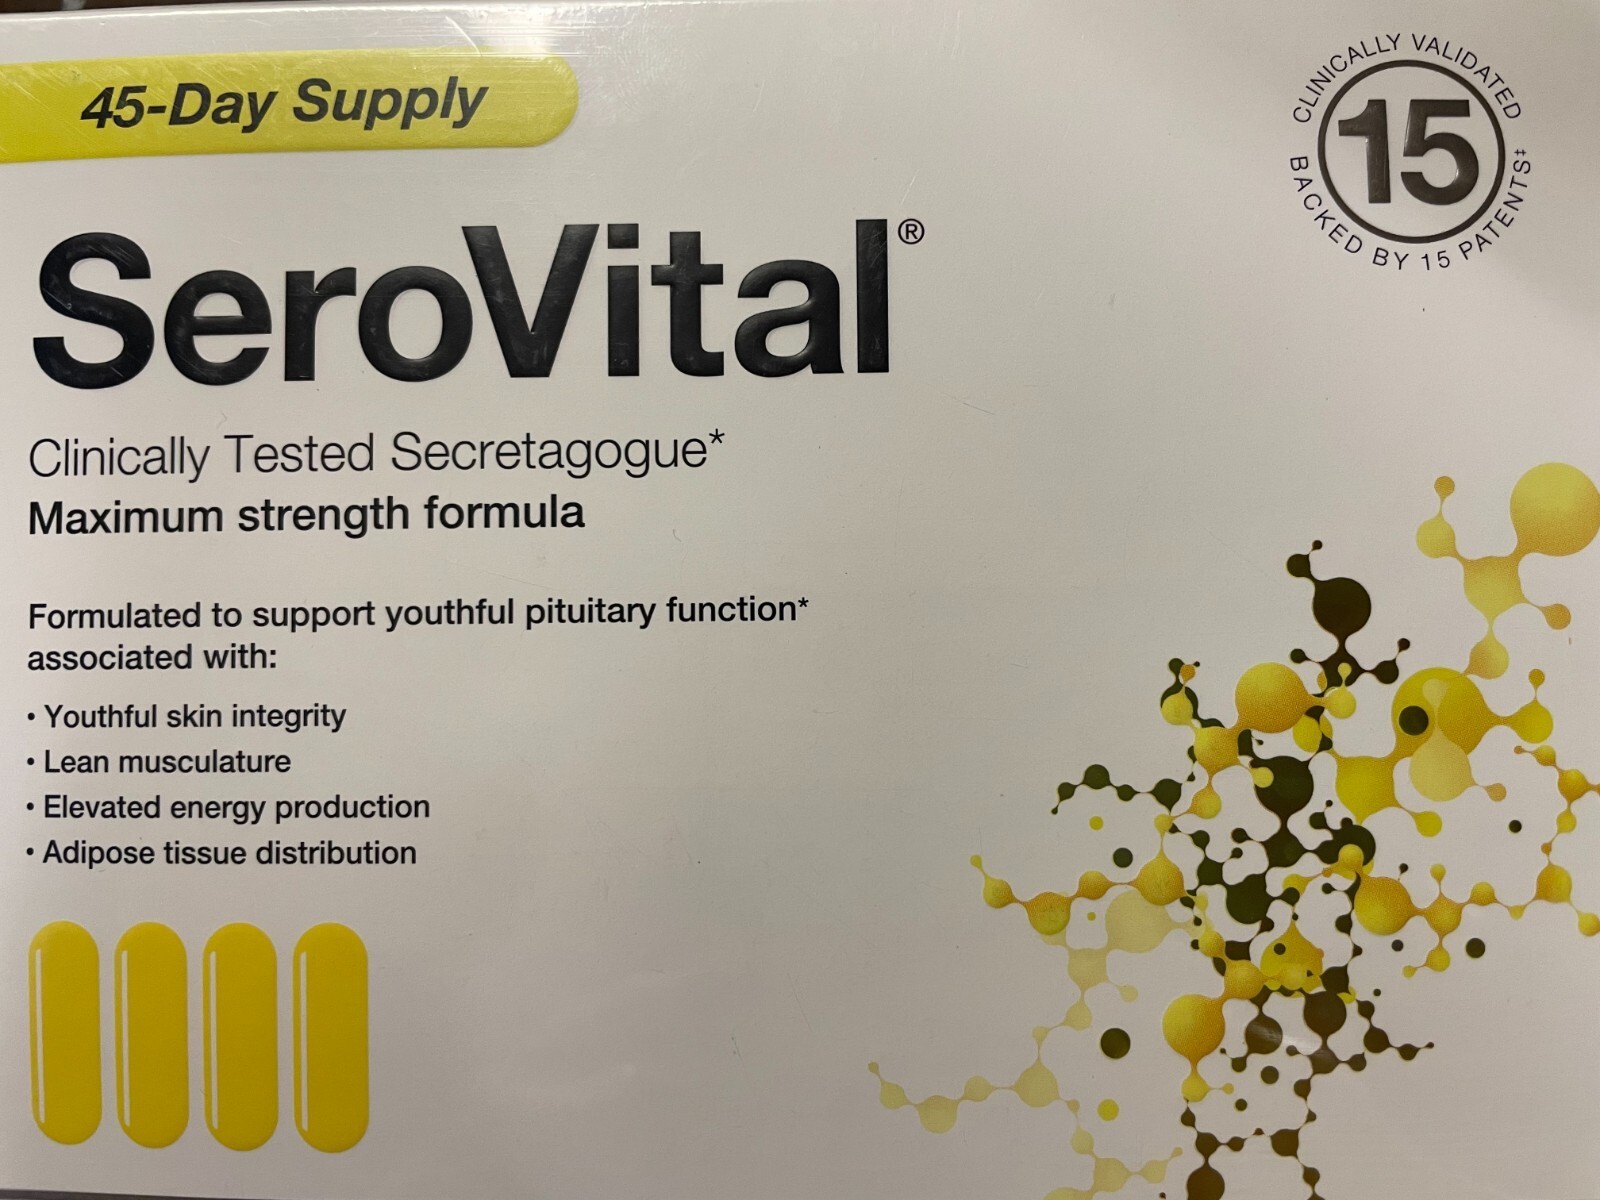 45-Day Supply
CLINICALLY VALIDATED
15
BACKED BY 15 PATENTS‡
SeroVital®
Clinically Tested Secretagogue*
Maximum strength formula
Formulated to support youthful pituitary function*
associated with:
• Youthful skin integrity
• Lean musculature
• Elevated energy production
• Adipose tissue distribution